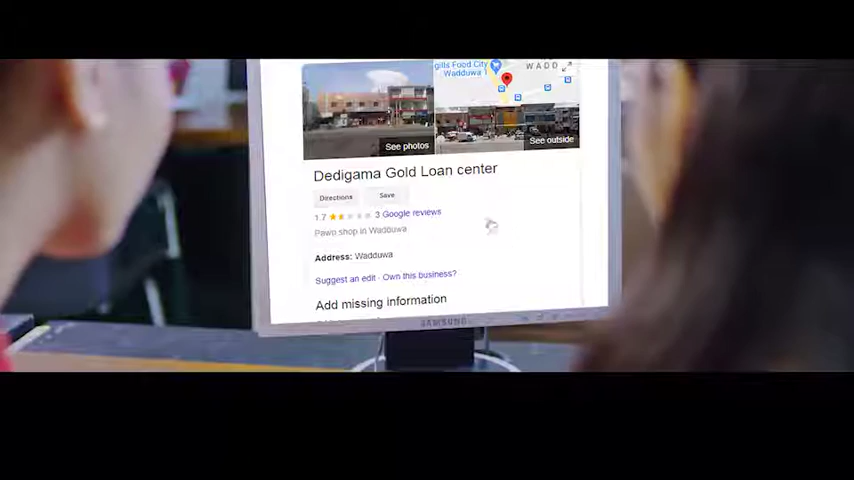 gills Food City
Wadduwa 1
WADD
See photos
See outside
Dedigama Gold Loan center
Directions
Save
1.7
3 Google reviews
Pawn shop in Wadduwa
Address: Wadduwa
Suggest an edit · Own this business?
Add missing information
SAMSUNG